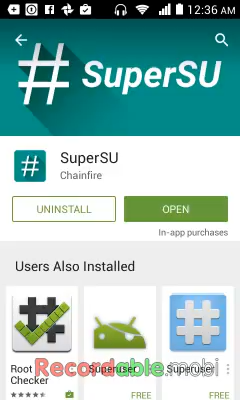 12:36 AM
# SuperSU
#
SuperSU
Chainfire
UNINSTALL
OPEN
In-app purchases
Users Also Installed
Root Checker
Superuser
FREE
Superuser
FREE
Recordable.mobi